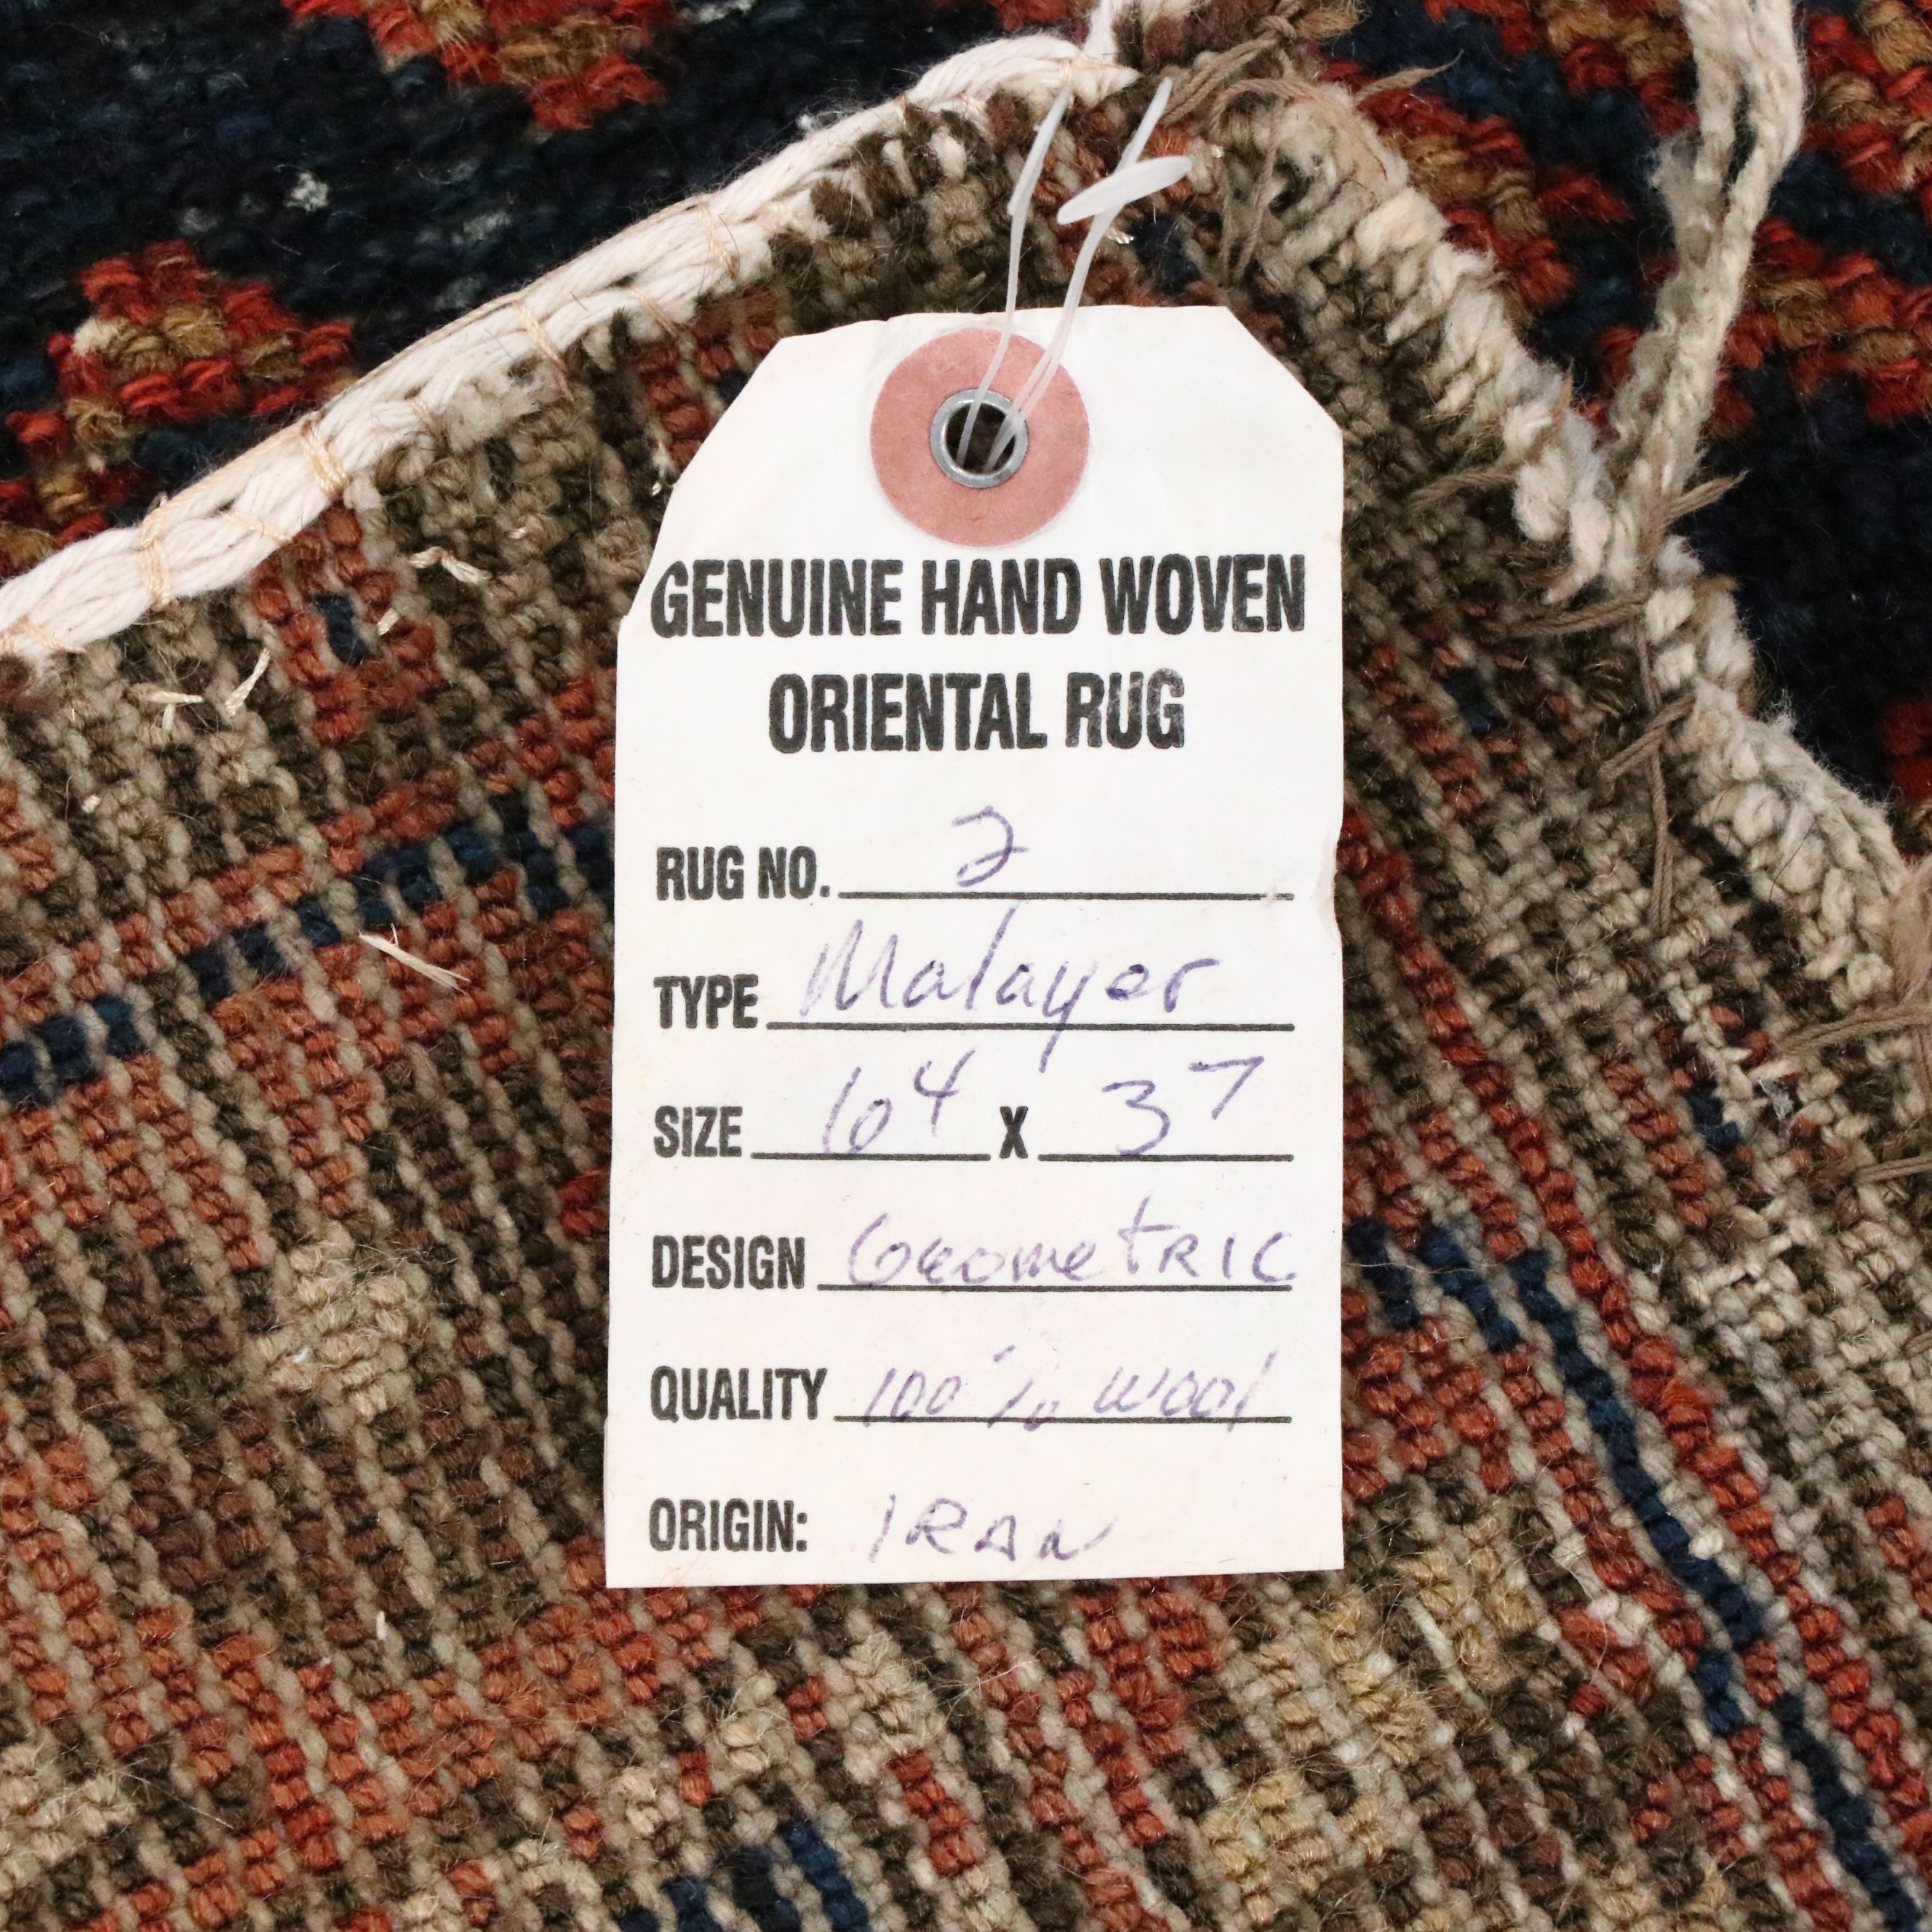 GENUINE HAND WOVEN
ORIENTAL RUG
RUG NO. 2
TYPE Malayer
SIZE 6⁴ X 3⁷
DESIGN GeometRIC
QUALITY 100% wool
ORIGIN: IRAN